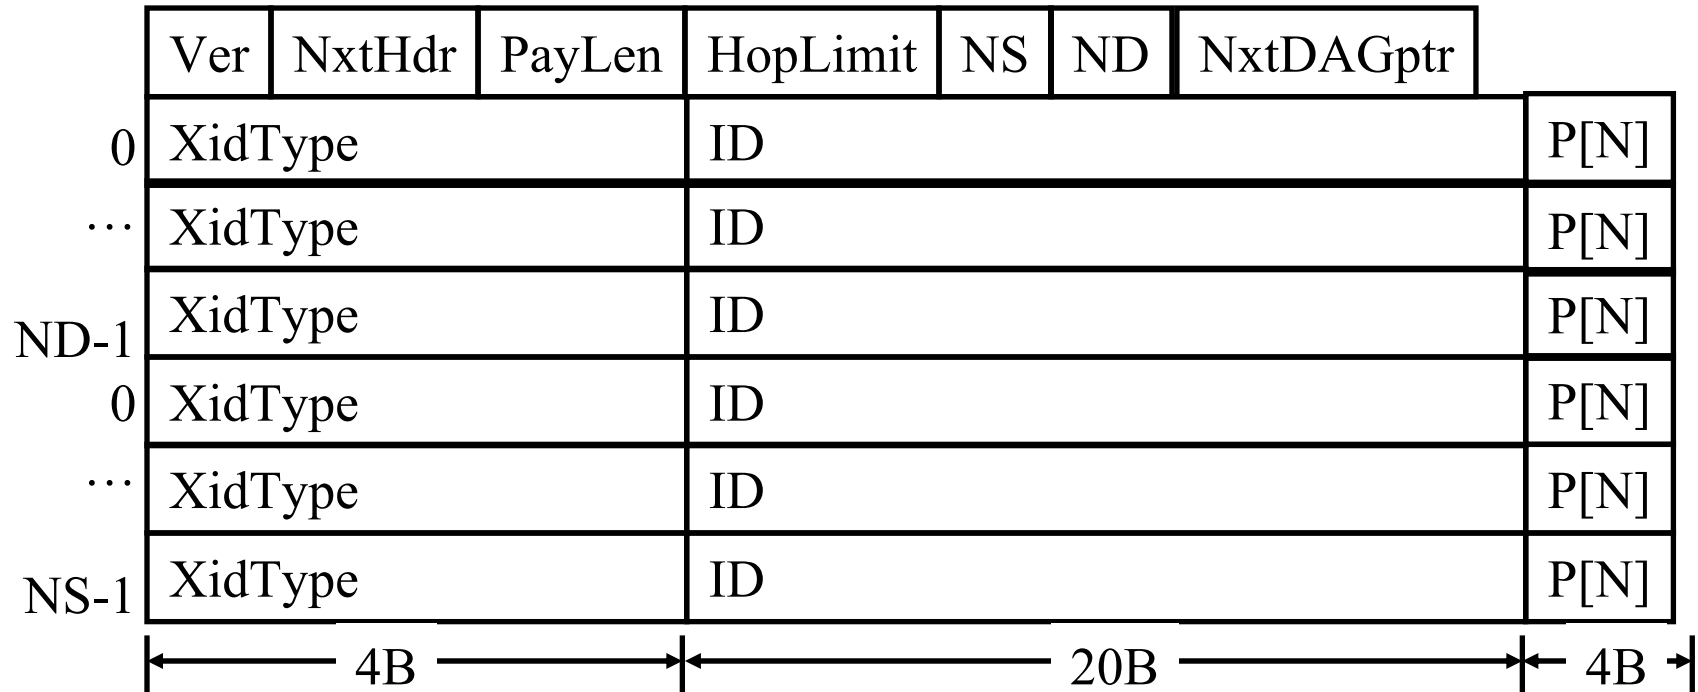 Ver NxtHdr PayLen HopLimit NS ND NxtDAGptr
0 XidType ID P[N]
… XidType ID P[N]
ND-1 XidType ID P[N]
0 XidType ID P[N]
… XidType ID P[N]
NS-1 XidType ID P[N]
4B 20B 4B